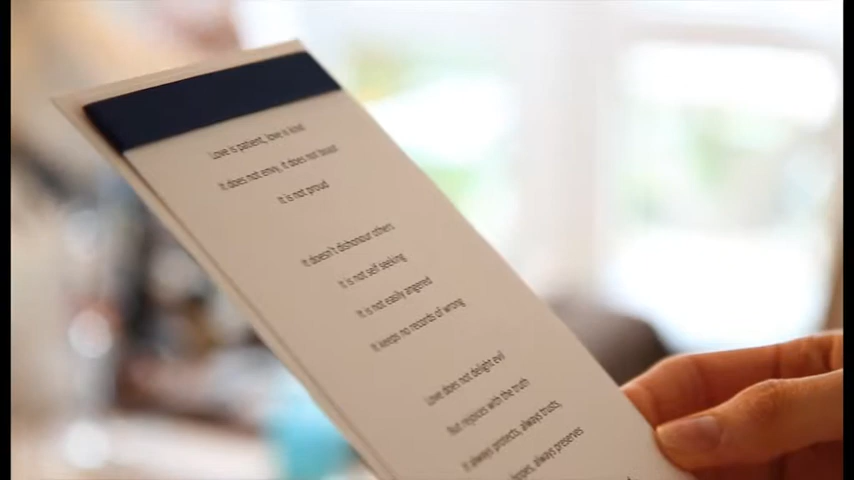 Love is patient, love is kind
It does not envy, it does not boast
It is not proud
It doesn't dishonour others
It is not self seeking
It is not easily angered
It keeps no records of wrong
Love does not delight evil
But rejoices with the truth
It always protects, always trusts,
hopes, always preserves